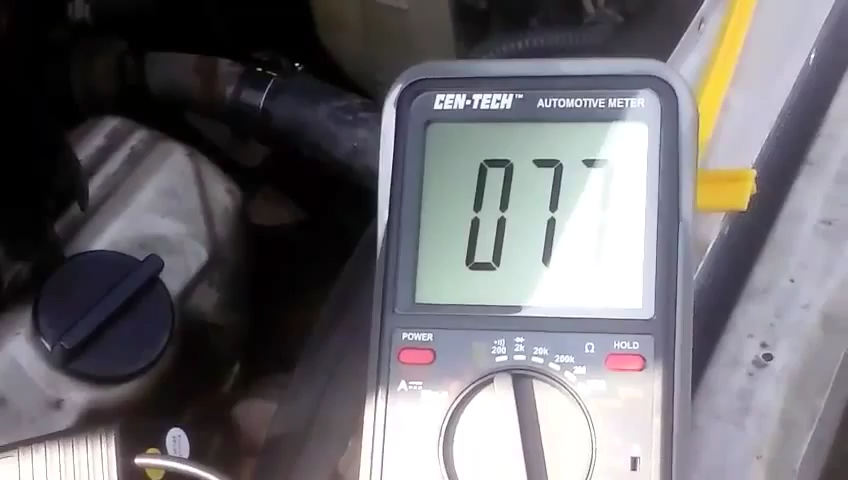 CEN-TECH™ AUTOMOTIVE METER
077
POWER
HOLD
200 2k 20k 200k 2M
Ω
A